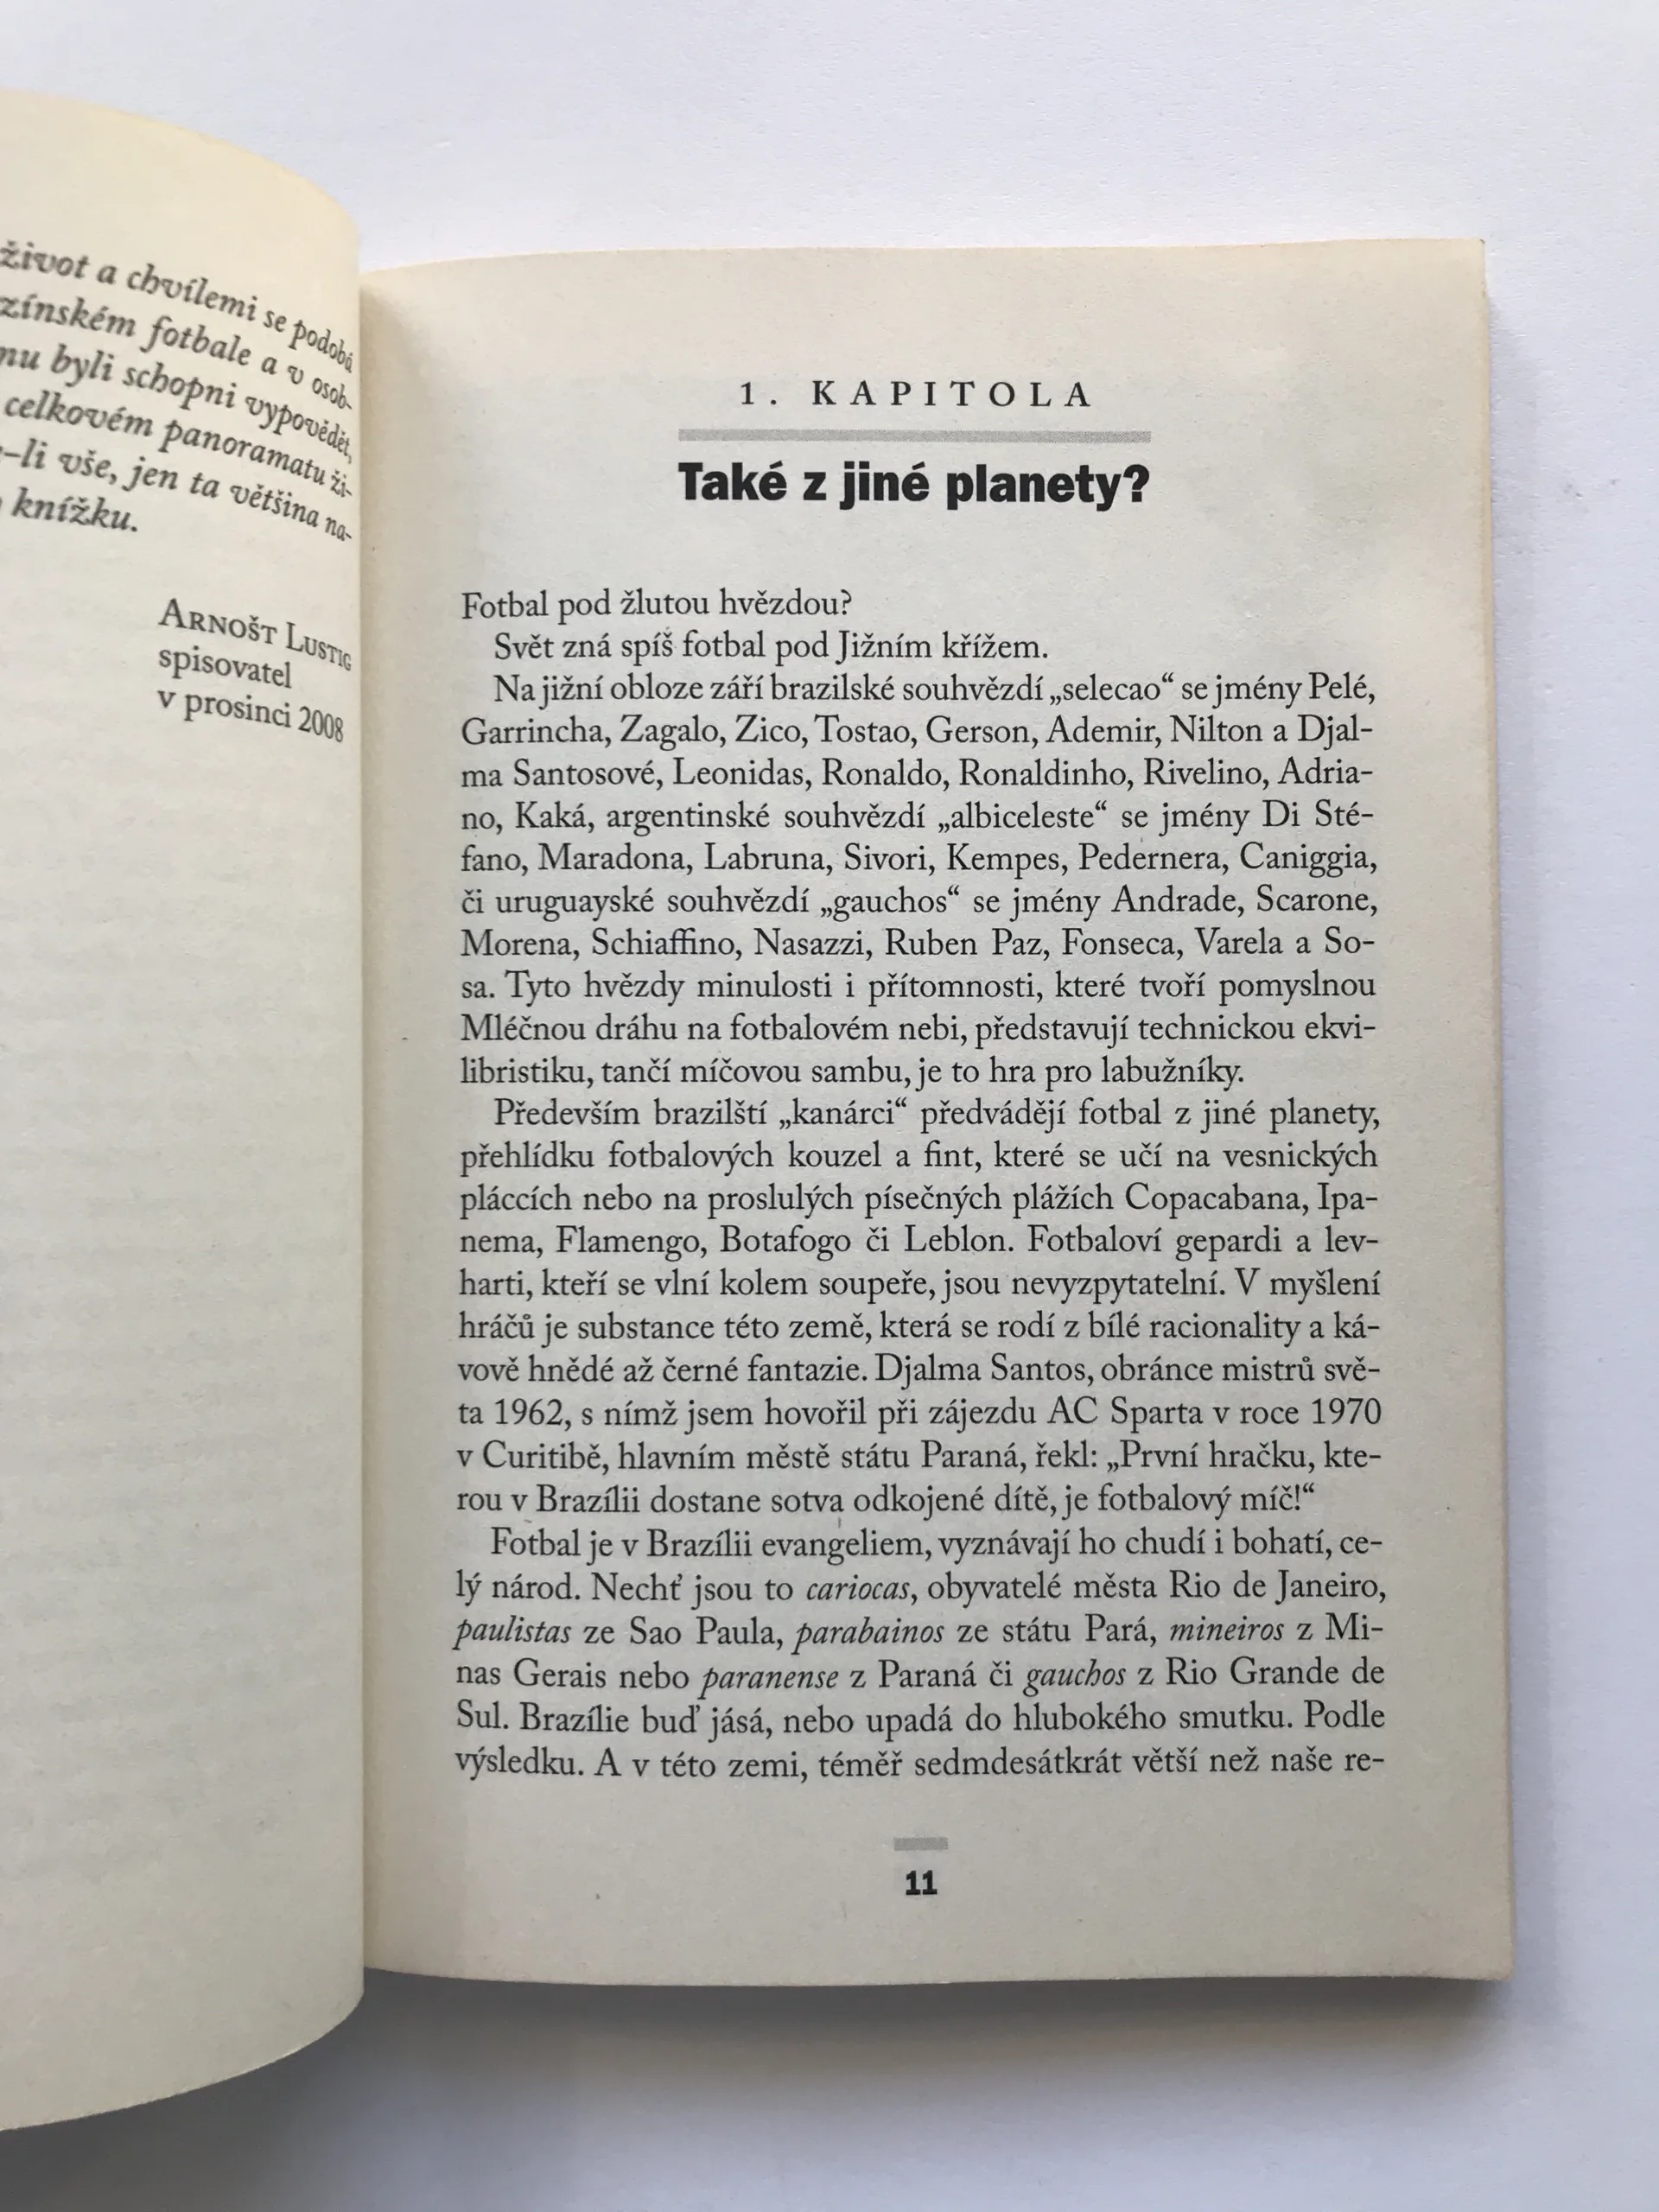 život a chvílemi se podobá
zínském fotbale a v osob-
mu byli schopni vypovědět,
celkovém panoramatu ži-
-li vše, jen ta většina na-
knížku.
ARNOŠT LUSTIG
spisovatel
v prosinci 2008
1. KAPITOLA
Také z jiné planety?
Fotbal pod žlutou hvězdou?
Svět zná spíš fotbal pod Jižním křížem.
Na jižní obloze září brazilské souhvězdí „selecao“ se jmény Pelé,
Garrincha, Zagalo, Zico, Tostao, Gerson, Ademir, Nilton a Djal-
ma Santosové, Leonidas, Ronaldo, Ronaldinho, Rivelino, Adria-
no, Kaká, argentinské souhvězdí „albiceleste“ se jmény Di Sté-
fano, Maradona, Labruna, Sivori, Kempes, Pedernera, Caniggia,
či uruguayské souhvězdí „gauchos“ se jmény Andrade, Scarone,
Morena, Schiaffino, Nasazzi, Ruben Paz, Fonseca, Varela a So-
sa. Tyto hvězdy minulosti i přítomnosti, které tvoří pomyslnou
Mléčnou dráhu na fotbalovém nebi, představují technickou ekvi-
libristiku, tančí míčovou sambu, je to hra pro labužníky.
Především brazilští „kanárci“ předvádějí fotbal z jiné planety,
přehlídku fotbalových kouzel a fint, které se učí na vesnických
pláccích nebo na proslulých písečných plážích Copacabana, Ipa-
nema, Flamengo, Botafogo či Leblon. Fotbaloví gepardi a lev-
harti, kteří se vlní kolem soupeře, jsou nevyzpytatelní. V myšlení
hráčů je substance této země, která se rodí z bílé racionality a ká-
vově hnědé až černé fantazie. Djalma Santos, obránce mistrů svě-
ta 1962, s nímž jsem hovořil při zájezdu AC Sparta v roce 1970
v Curitibě, hlavním městě státu Paraná, řekl: „První hračku, kte-
rou v Brazílii dostane sotva odkojené dítě, je fotbalový míč!“
Fotbal je v Brazílii evangeliem, vyznávají ho chudí i bohatí, ce-
lý národ. Nechť jsou to cariocas, obyvatelé města Rio de Janeiro,
paulistas ze Sao Paula, parabainos ze státu Pará, mineiros z Mi-
nas Gerais nebo paranense z Paraná či gauchos z Rio Grande de
Sul. Brazílie buď jásá, nebo upadá do hlubokého smutku. Podle
výsledku. A v této zemi, téměř sedmdesátkrát větší než naše re-
11